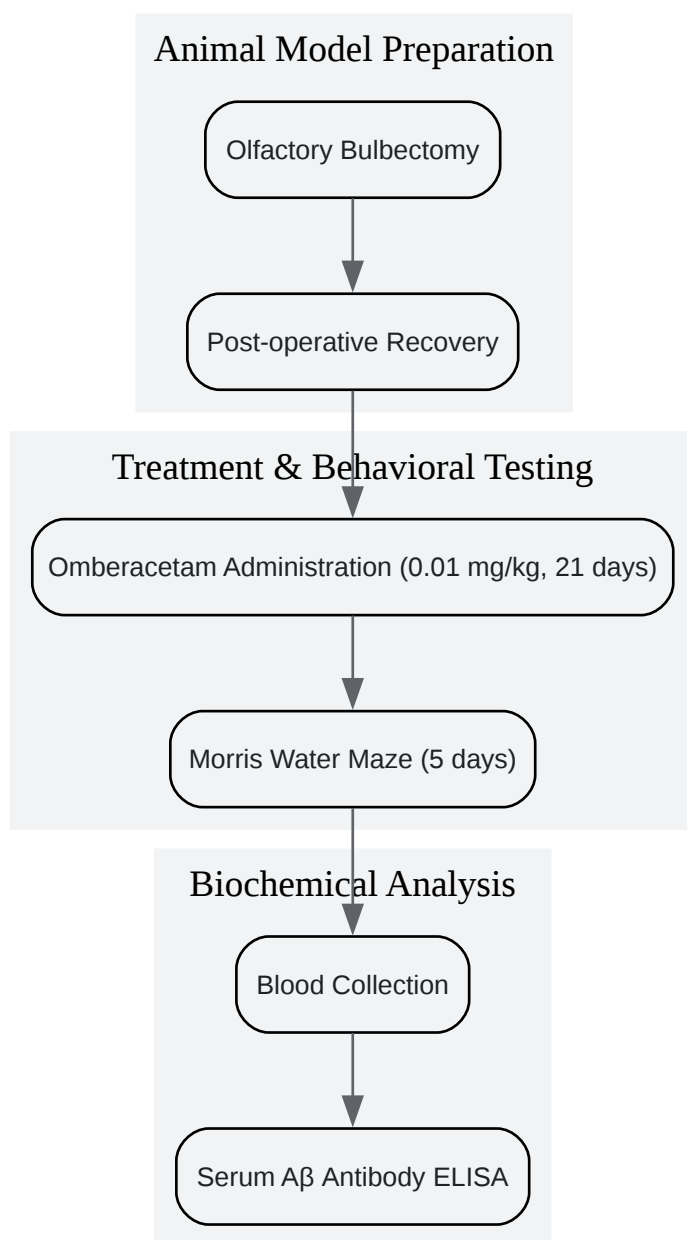 Animal Model Preparation
Olfactory Bulbectomy
Post-operative Recovery
Treatment & Behavioral Testing
Omberacetam Administration (0.01 mg/kg, 21 days)
Morris Water Maze (5 days)
Biochemical Analysis
Blood Collection
Serum Aβ Antibody ELISA